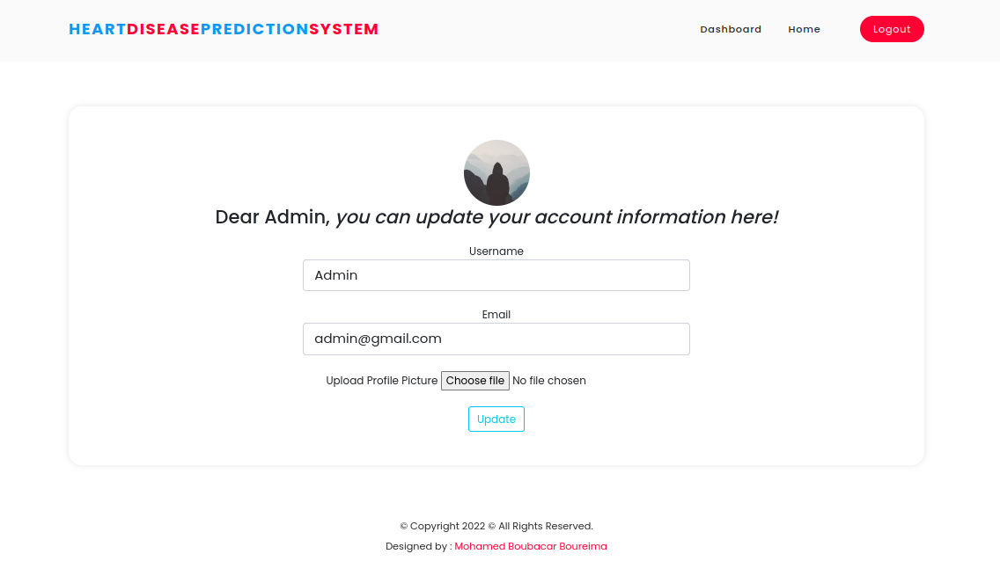 HEARTDISEASEPREDICTIONSYSTEM
Dashboard Home Logout
Dear Admin, you can update your account information here!
Username
Admin
Email
admin@gmail.com
Upload Profile Picture Choose file No file chosen
Update
© Copyright 2022 © All Rights Reserved.
Designed by : Mohamed Boubacar Boureima